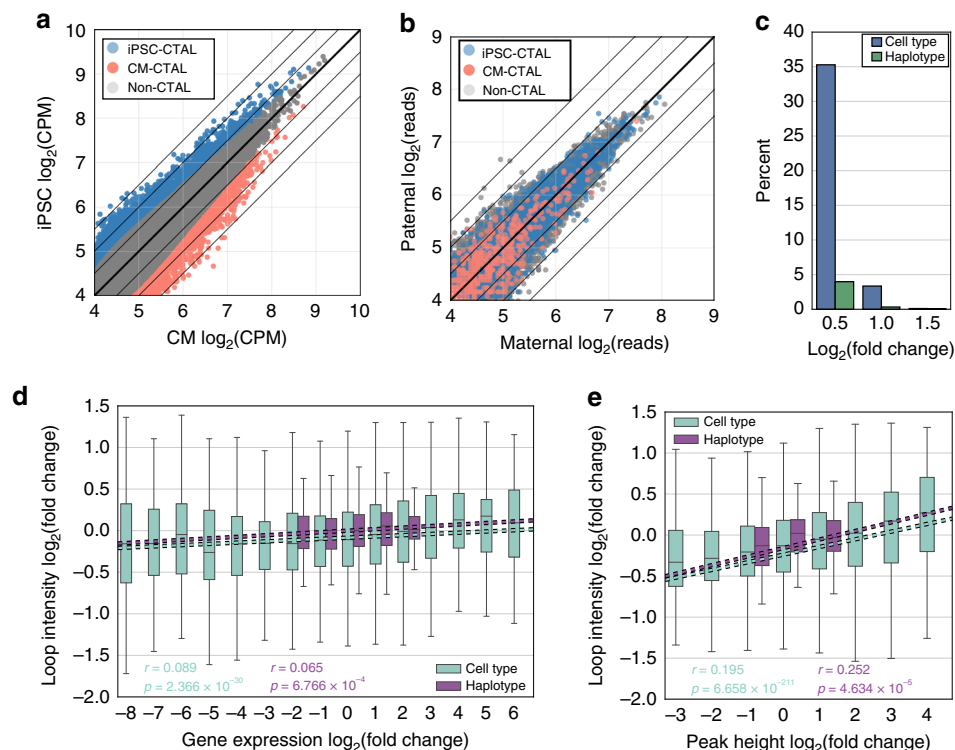 a
iPSC-CTAL
CM-CTAL
Non-CTAL
iPSC log2(CPM)
10
9
8
7
6
5
4
4 5 6 7 8 9 10
CM log2(CPM)
b
iPSC-CTAL
CM-CTAL
Non-CTAL
Paternal log2(reads)
9
8
7
6
5
4
4 5 6 7 8 9
Maternal log2(reads)
c
Cell type
Haplotype
Percent
40
35
30
25
20
15
10
5
0
0.5 1.0 1.5
Log2(fold change)
d
Loop intensity log2(fold change)
1.5
1.0
0.5
0.0
−0.5
−1.0
−1.5
−2.0
r = 0.089
p = 2.366 × 10−30
r = 0.065
p = 6.766 × 10−4
Cell type
Haplotype
−8 −7 −6 −5 −4 −3 −2 −1 0 1 2 3 4 5 6
Gene expression log2(fold change)
e
Cell type
Haplotype
Loop intensity log2(fold change)
1.5
1.0
0.5
0.0
−0.5
−1.0
−1.5
−2.0
r = 0.195
p = 6.658 × 10−211
r = 0.252
p = 4.634 × 10−5
−3 −2 −1 0 1 2 3 4
Peak height log2(fold change)